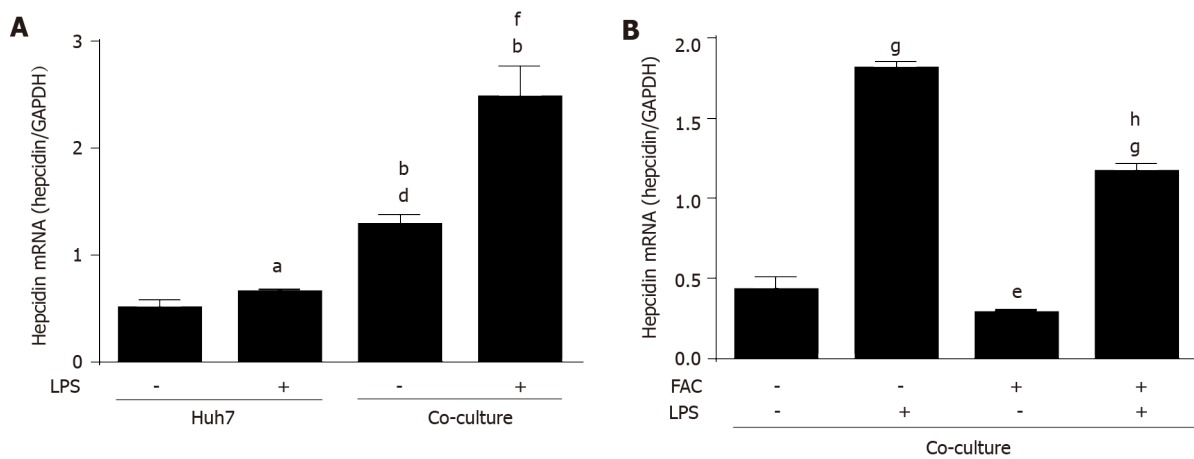 A
Hepcidin mRNA (hepcidin/GAPDH)
3
2
1
0
a
b
d
f
b
LPS - + - +
Huh7 Co-culture
B
Hepcidin mRNA (hepcidin/GAPDH)
2.0
1.5
1.0
0.5
0.0
g
e
h
g
FAC - - + +
LPS - + - +
Co-culture